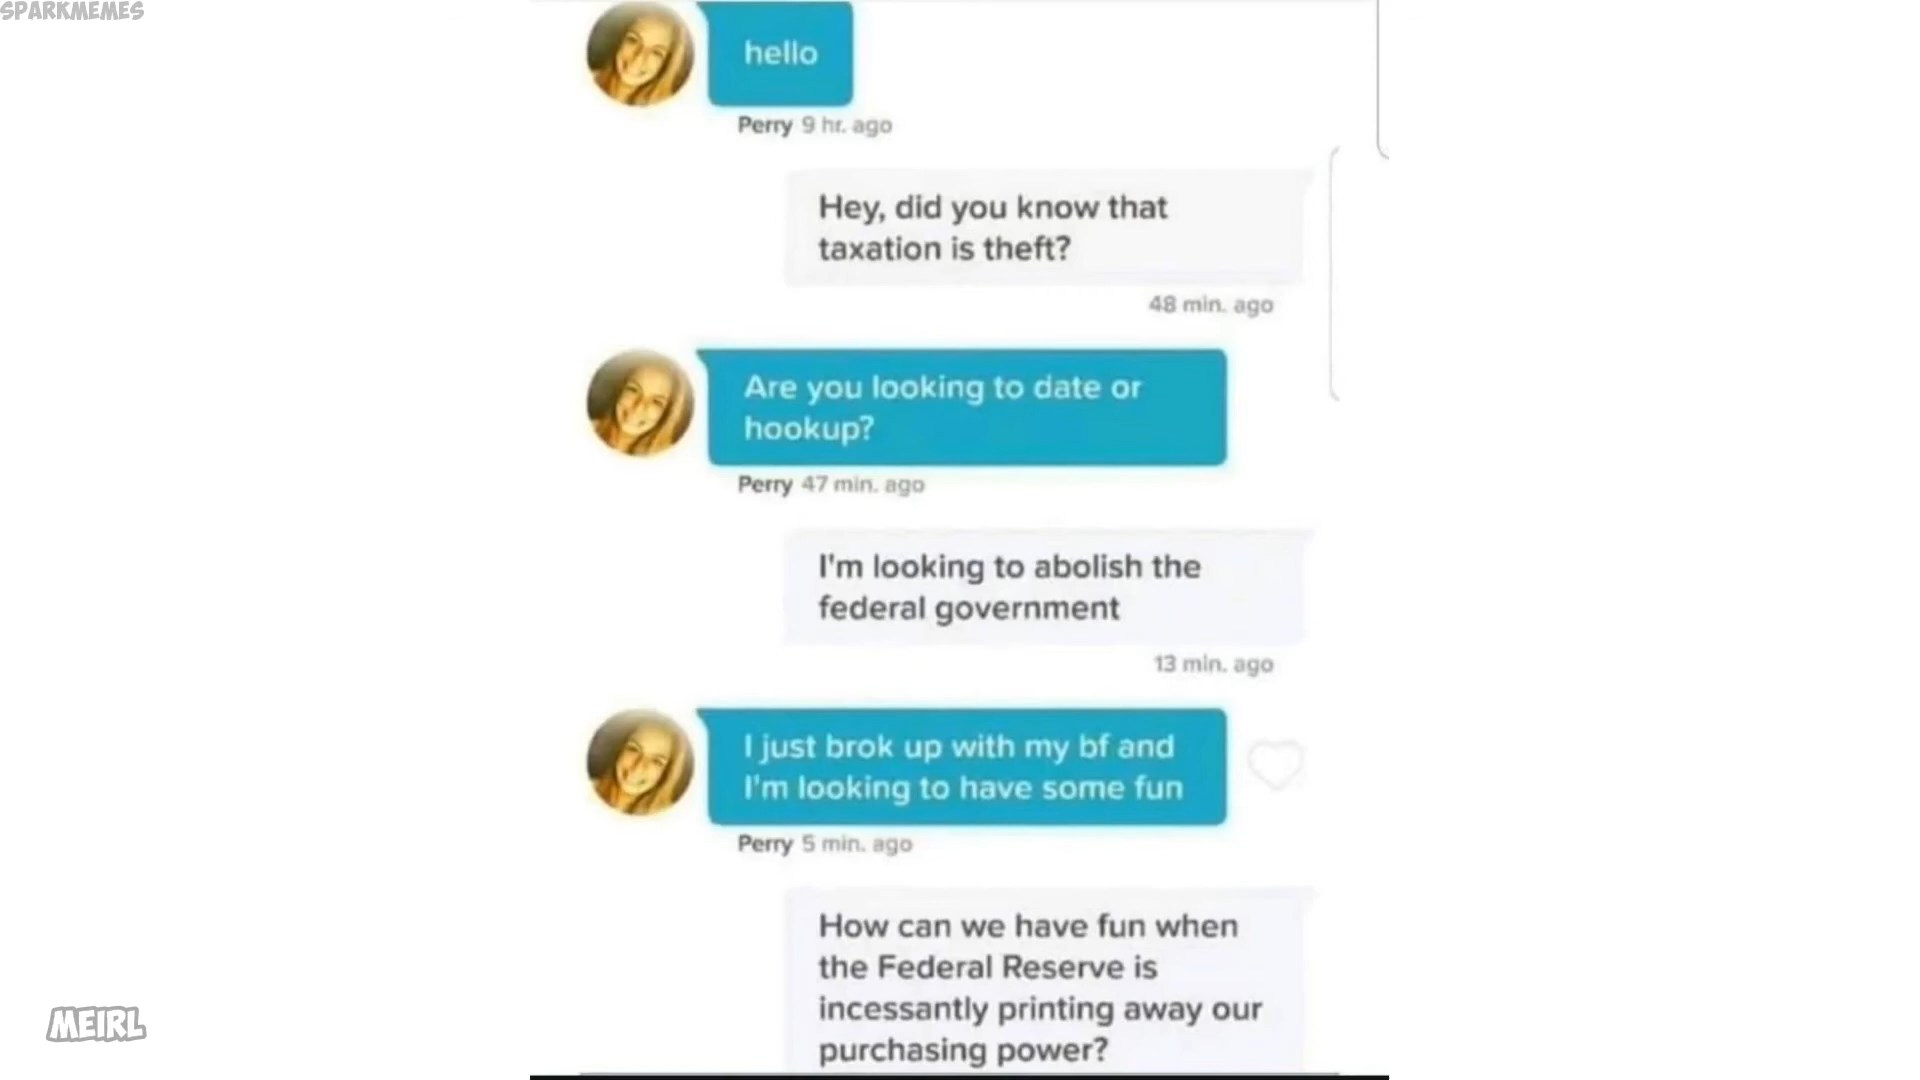 SPARKMEMES
hello
Perry 9 hr. ago
Hey, did you know that
taxation is theft?
48 min. ago
Are you looking to date or
hookup?
Perry 47 min. ago
I'm looking to abolish the
federal government
13 min. ago
I just brok up with my bf and
I'm looking to have some fun
Perry 5 min. ago
How can we have fun when
the Federal Reserve is
incessantly printing away our
purchasing power?
MEIRL